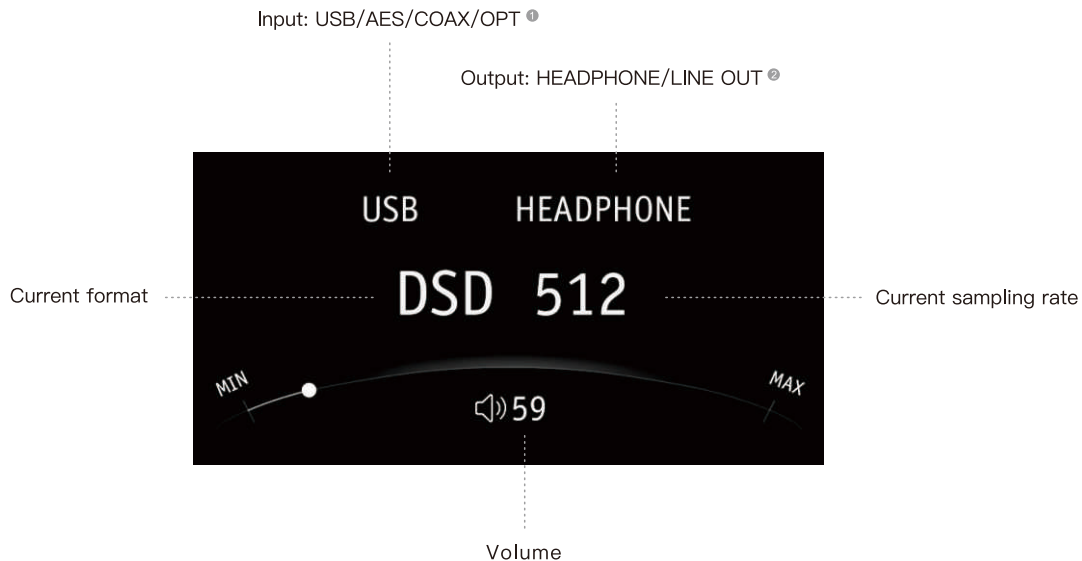 Input: USB/AES/COAX/OPT ❶
Output: HEADPHONE/LINE OUT ❷
USB HEADPHONE
Current format DSD 512 Current sampling rate
MIN MAX
59
Volume